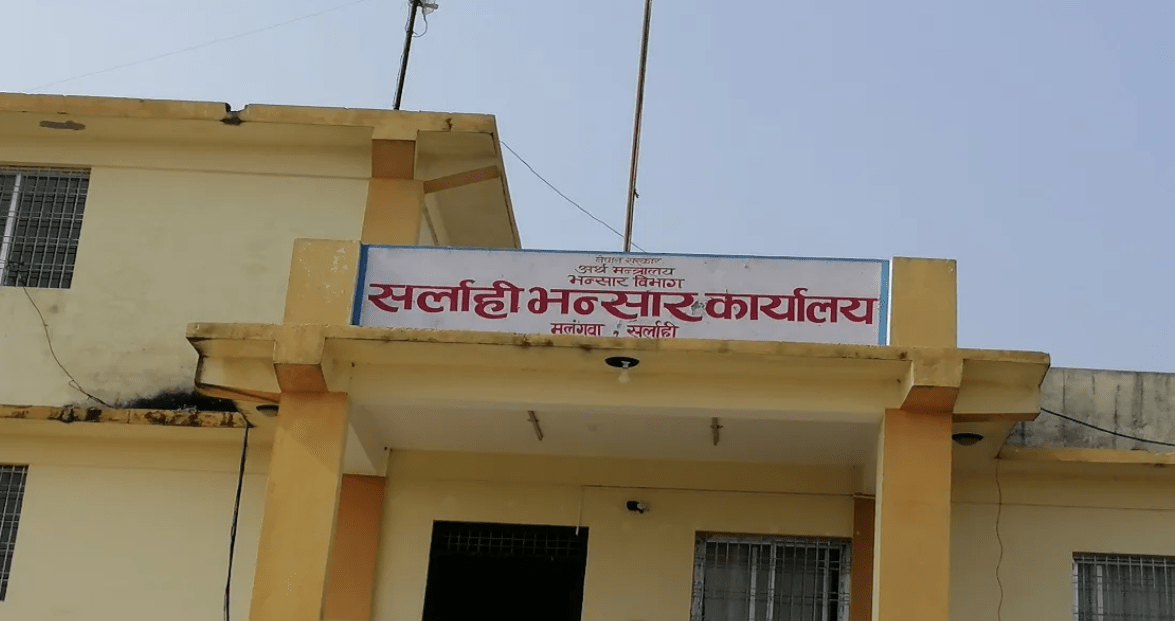 नेपाल सरकार
अर्थ मन्त्रालय
भन्सार विभाग
सर्लाही भन्सार कार्यालय
मलंगवा , सर्लाही